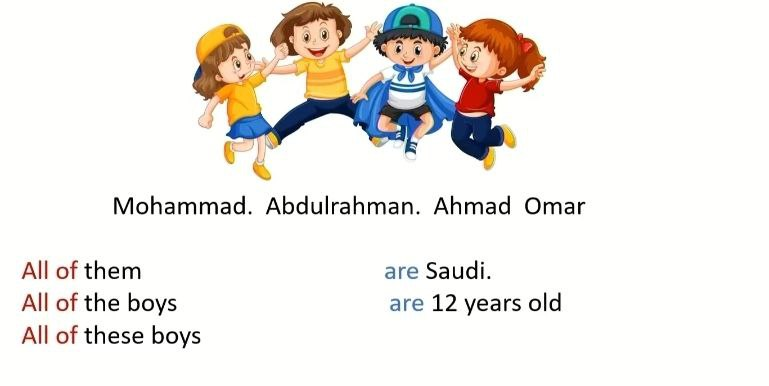 Mohammad. Abdulrahman. Ahmad Omar
All of them are Saudi.
All of the boys are 12 years old
All of these boys